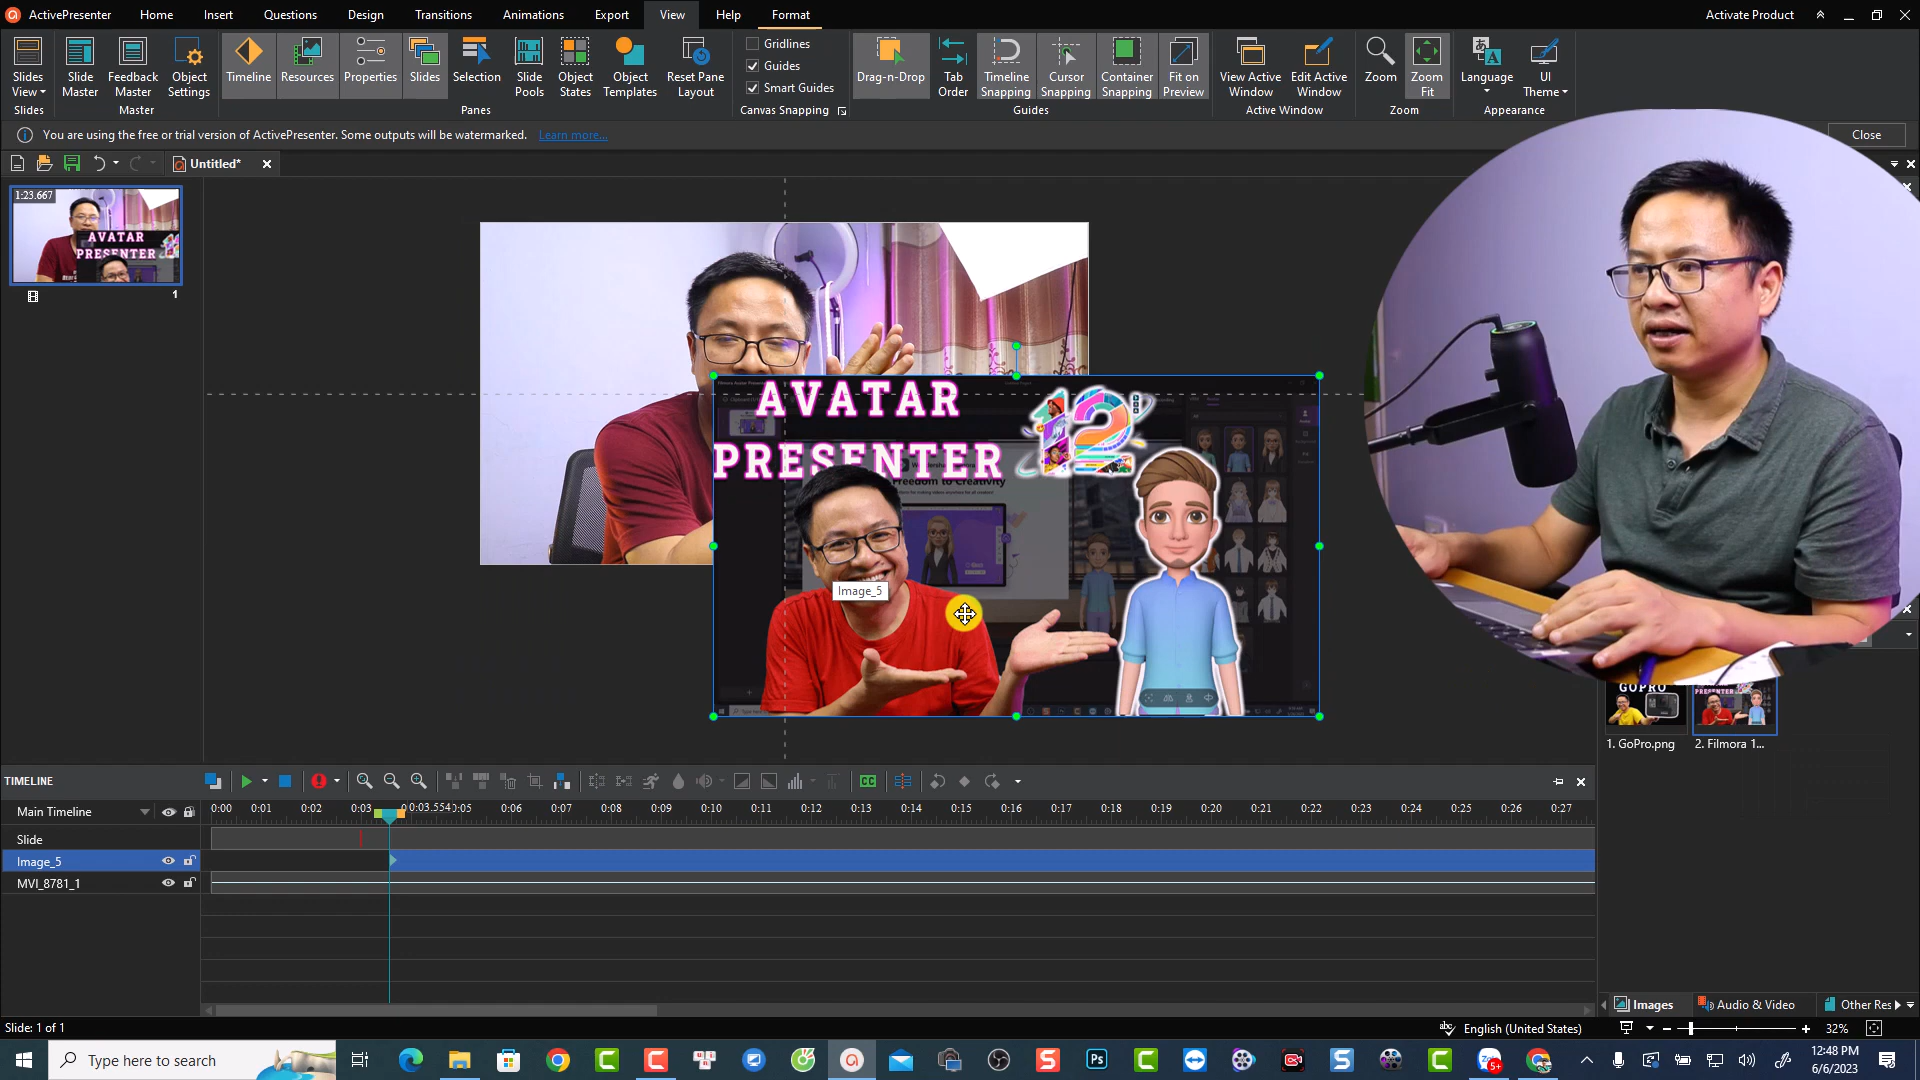 ActivePresenter Home Insert Questions Design Transitions Animations Export View Help Format Activate Product
Slides View Slide Master Feedback Master Object Settings
Timeline Resources Properties Slides Selection Slide Pools Object States Object Templates Reset Pane Layout
Gridlines
Guides
Smart Guides
Drag-n-Drop Tab Order Timeline Snapping Cursor Snapping Container Snapping Fit on Preview
View Active Window Edit Active Window Zoom Zoom Fit Language UI Theme
Slides Master Panes Canvas Snapping Guides Active Window Zoom Appearance
You are using the free or trial version of ActivePresenter. Some outputs will be watermarked. Learn more... Close
Untitled*
1:23.667
1
AVATAR
PRESENTER
AVATAR
PRESENTER
12
Freedom to Creativity
Image_5
GOPRO
1. GoPro.png 2. Filmora 1...
TIMELINE
CC
Main Timeline 0:00 0:01 0:02 0:03 0:03.554 0:05 0:06 0:07 0:08 0:09 0:10 0:11 0:12 0:13 0:14 0:15 0:16 0:17 0:18 0:19 0:20 0:21 0:22 0:23 0:24 0:25 0:26 0:27
Slide
Image_5
MVI_8781_1
Images Audio & Video Other Res
Slide: 1 of 1 English (United States) 32%
Type here to search
Ps
5+
12:48 PM
6/6/2023